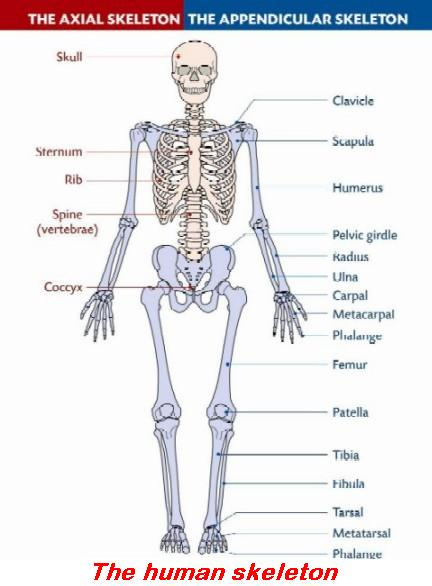 THE AXIAL SKELETON THE APPENDICULAR SKELETON
Skull
Clavicle
Scapula
Sternum
Rib
Humerus
Spine
(vertebrae)
Pelvic girdle
Radius
Ulna
Coccyx
Carpal
Metacarpal
Phalange
Femur
Patella
Tibia
Fibula
Tarsal
Metatarsal
Phalange
The human skeleton